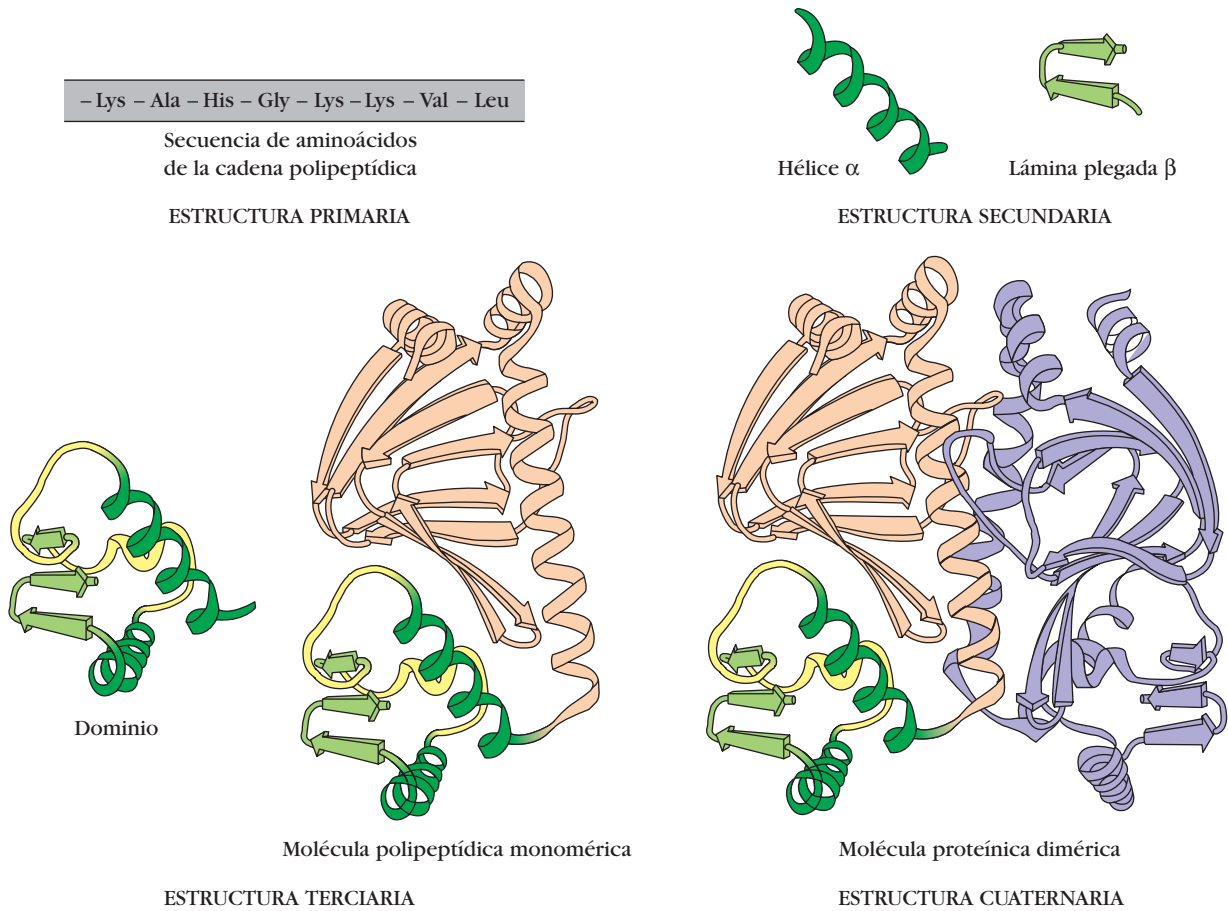 – Lys – Ala – His – Gly – Lys – Lys – Val – Leu
Secuencia de aminoácidos
de la cadena polipeptídica
ESTRUCTURA PRIMARIA
Hélice α
Lámina plegada β
ESTRUCTURA SECUNDARIA
Dominio
Molécula polipeptídica monomérica
ESTRUCTURA TERCIARIA
Molécula proteínica dimérica
ESTRUCTURA CUATERNARIA